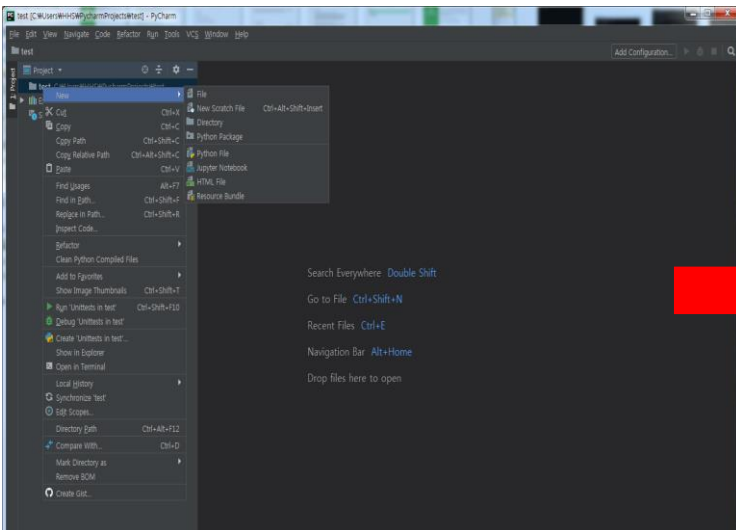 test [C:₩Users₩HHS₩PycharmProjects₩test] - PyCharm
File Edit View Navigate Code Refactor Run Tools VCS Window Help
test
Add Configuration...
1: Project
Project
test
New
Cut Ctrl+X
Copy Ctrl+C
Copy Path Ctrl+Shift+C
Copy Relative Path Ctrl+Alt+Shift+C
Paste Ctrl+V
Find Usages Alt+F7
Find in Path... Ctrl+Shift+F
Replace in Path... Ctrl+Shift+R
Inspect Code...
Refactor
Clean Python Compiled Files
Add to Favorites
Show Image Thumbnails Ctrl+Shift+T
Run 'Unittests in test' Ctrl+Shift+F10
Debug 'Unittests in test'
Create 'Unittests in test'...
Show in Explorer
Open in Terminal
Local History
Synchronize 'test'
Edit Scopes...
Directory Path Ctrl+Alt+F12
Compare With... Ctrl+D
Mark Directory as
Remove BOM
Create Gist...
File
New Scratch File Ctrl+Alt+Shift+Insert
Directory
Python Package
Python File
Jupyter Notebook
HTML File
Resource Bundle
Search Everywhere Double Shift
Go to File Ctrl+Shift+N
Recent Files Ctrl+E
Navigation Bar Alt+Home
Drop files here to open